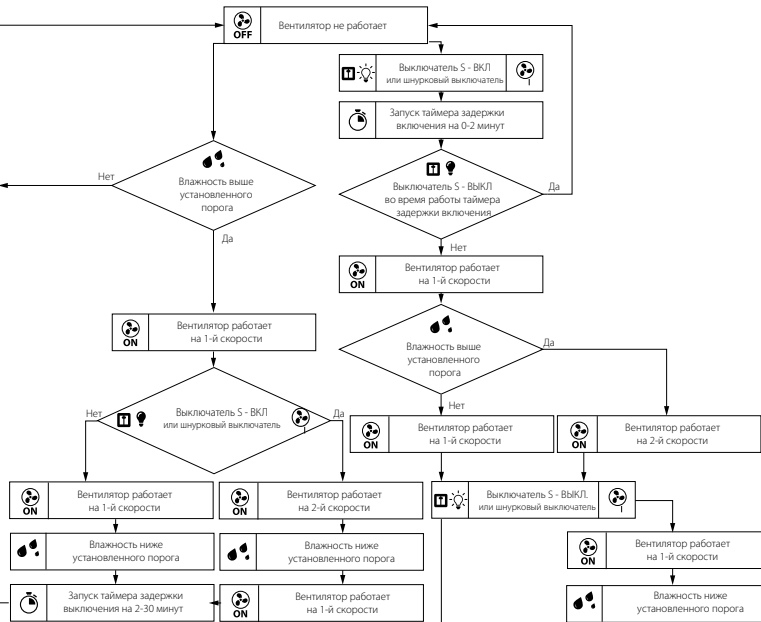 OFF
Вентилятор не работает
Выключатель S - ВКЛ
или шнурковый выключатель
Запуск таймера задержки
включения на 0-2 минут
Нет
Влажность выше
установленного
порога
Да
Выключатель S - ВЫКЛ
во время работы таймера
задержки включения
Да
Нет
ON
Вентилятор работает
на 1-й скорости
ON
Вентилятор работает
на 1-й скорости
Влажность выше
установленного
порога
Да
Нет
Нет
Выключатель S - ВКЛ
или шнурковый выключатель
Да
ON
Вентилятор работает
на 1-й скорости
ON
Вентилятор работает
на 2-й скорости
ON
Вентилятор работает
на 1-й скорости
ON
Вентилятор работает
на 2-й скорости
Выключатель S - ВЫКЛ.
или шнурковый выключатель
Влажность ниже
установленного порога
Влажность ниже
установленного порога
ON
Вентилятор работает
на 1-й скорости
Запуск таймера задержки
выключения на 2-30 минут
ON
Вентилятор работает
на 1-й скорости
Влажность ниже
установленного порога